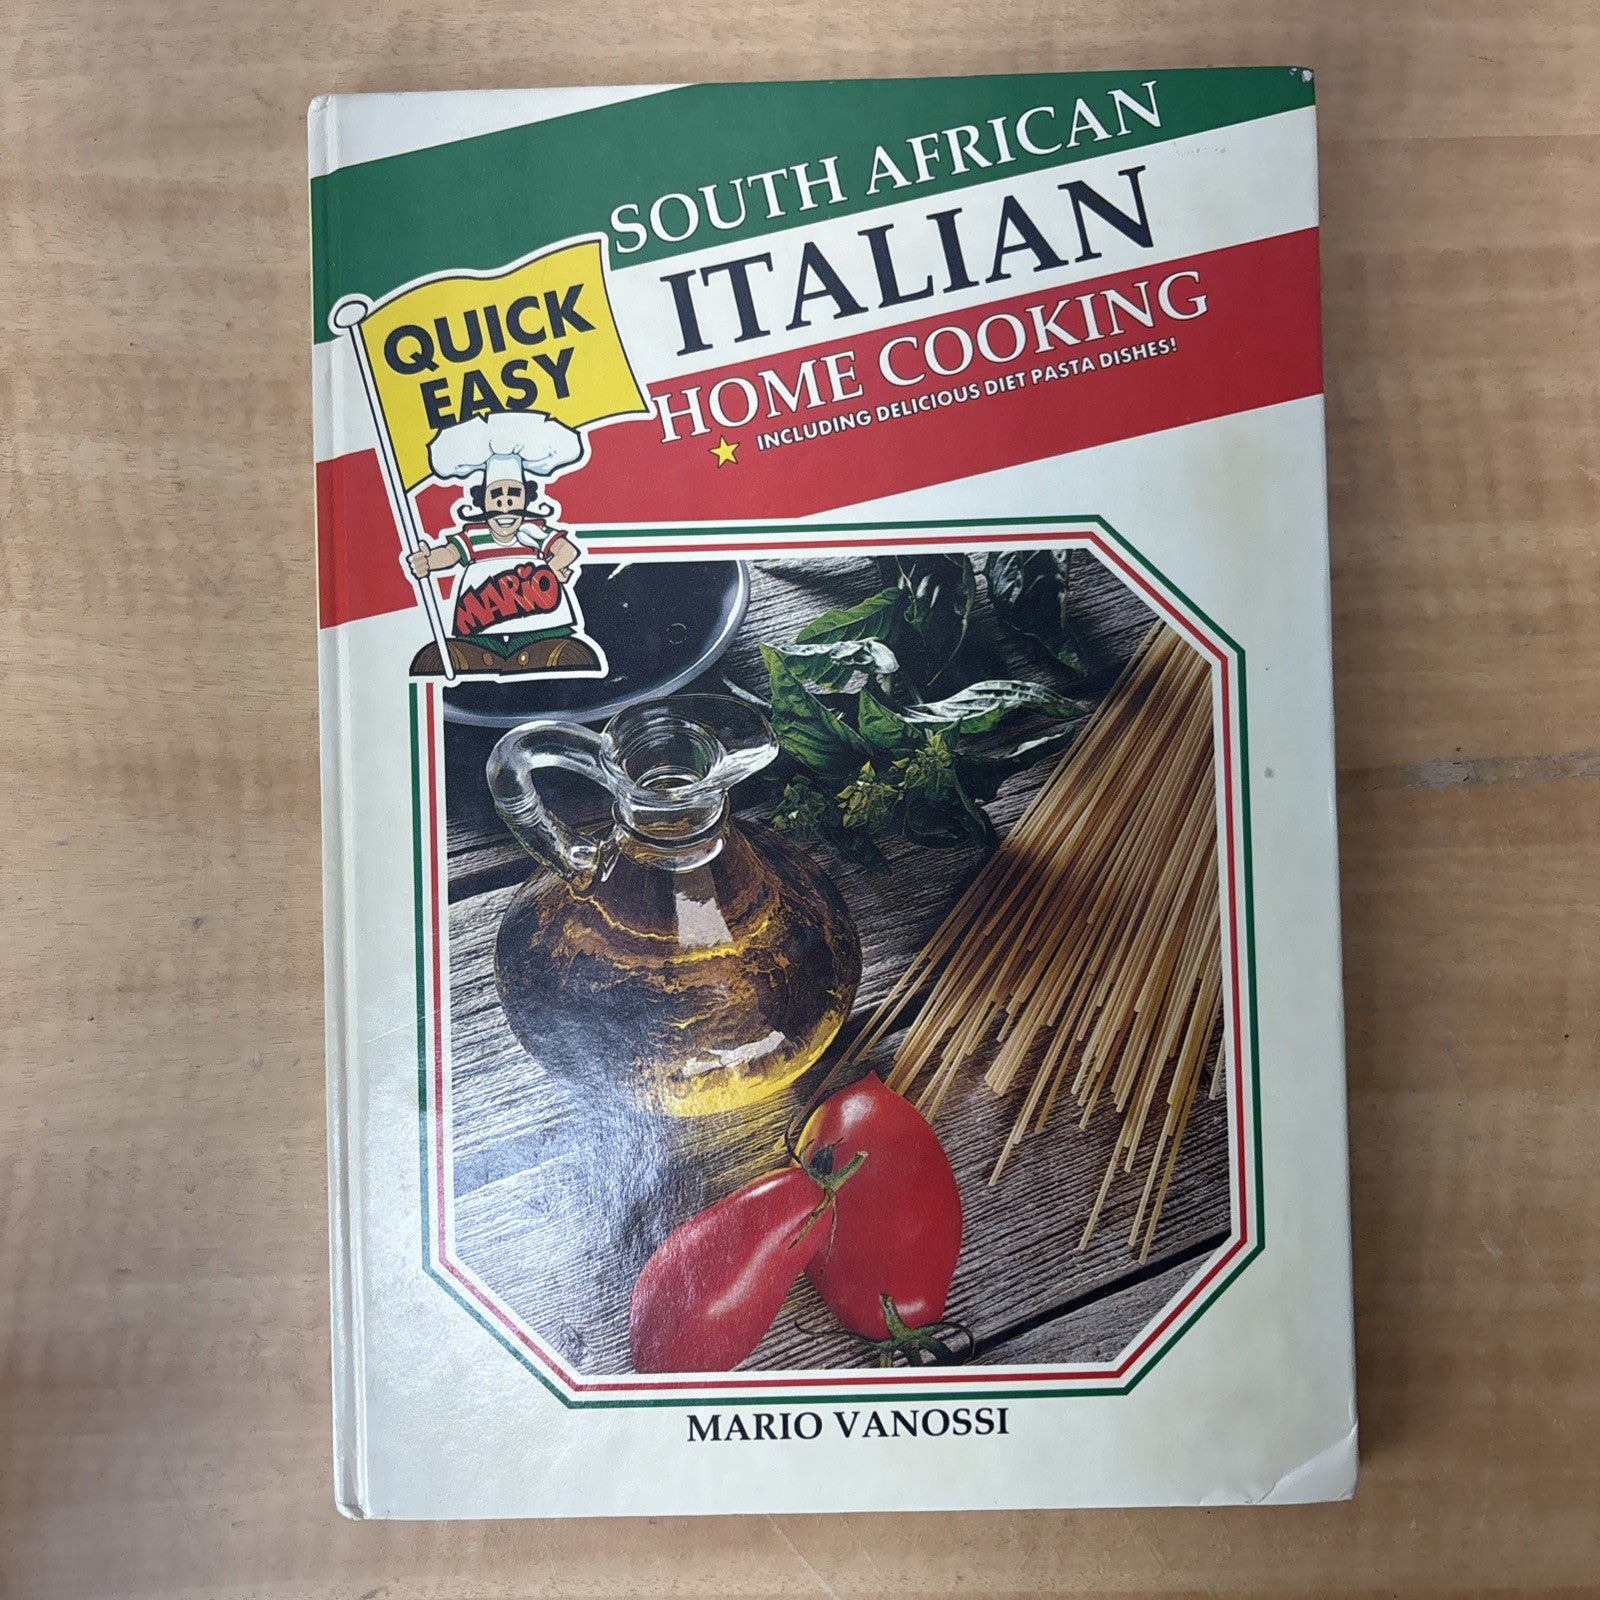 SOUTH AFRICAN
ITALIAN
HOME COOKING
INCLUDING DELICIOUS DIET PASTA DISHES!
QUICK
EASY
MARIO
MARIO VANOSSI